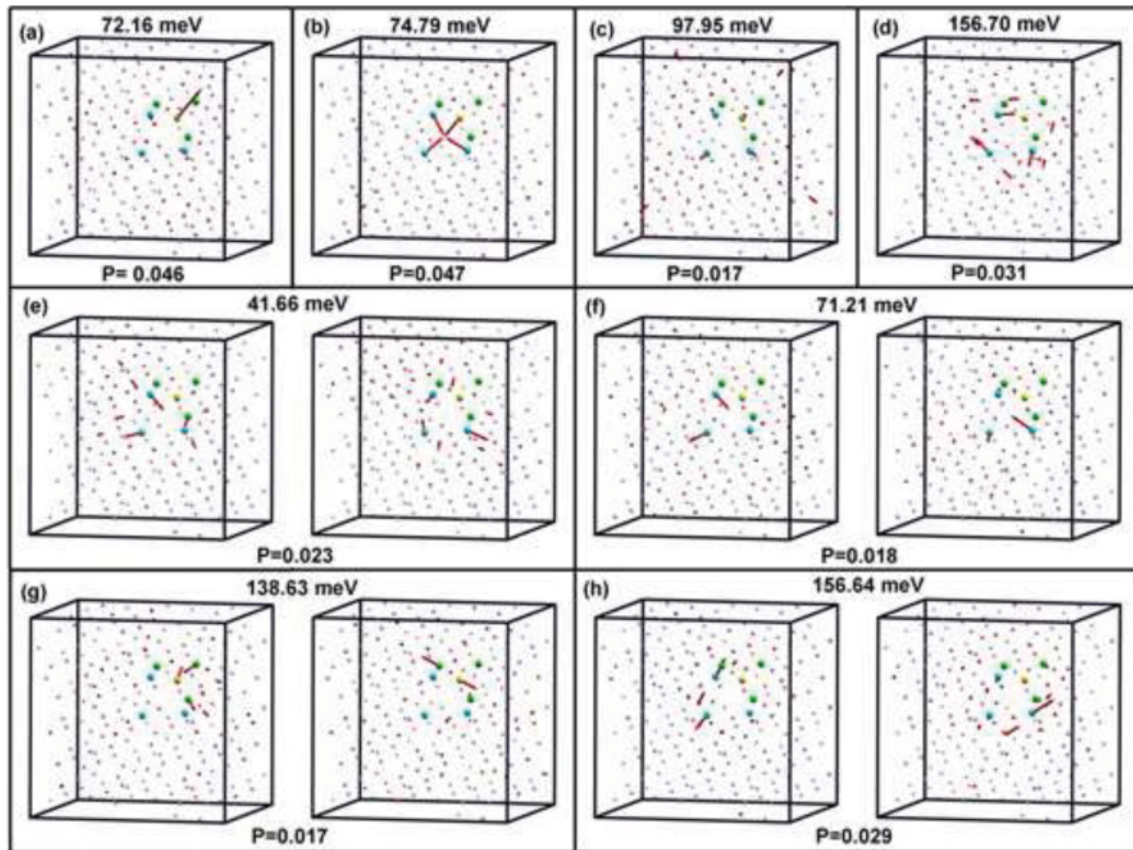 (a) 72.16 meV
P= 0.046
(b) 74.79 meV
P=0.047
(c) 97.95 meV
P=0.017
(d) 156.70 meV
P=0.031
(e) 41.66 meV
P=0.023
(f) 71.21 meV
P=0.018
(g) 138.63 meV
P=0.017
(h) 156.64 meV
P=0.029